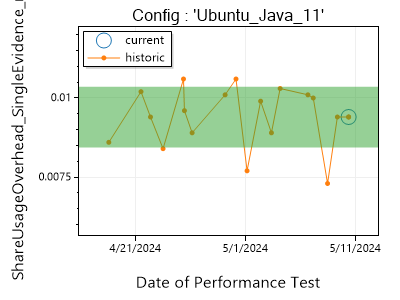 Config : 'Ubuntu_Java_11'
current
historic
ShareUsageOverhead_SingleEvidence_
0.01
0.0075
4/21/2024
5/1/2024
5/11/2024
Date of Performance Test